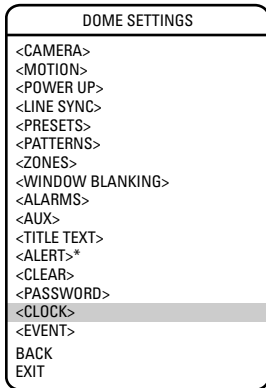 DOME SETTINGS
<CAMERA>
<MOTION>
<POWER UP>
<LINE SYNC>
<PRESETS>
<PATTERNS>
<ZONES>
<WINDOW BLANKING>
<ALARMS>
<AUX>
<TITLE TEXT>
<ALERT>*
<CLEAR>
<PASSWORD>
<CLOCK>
<EVENT>
BACK
EXIT